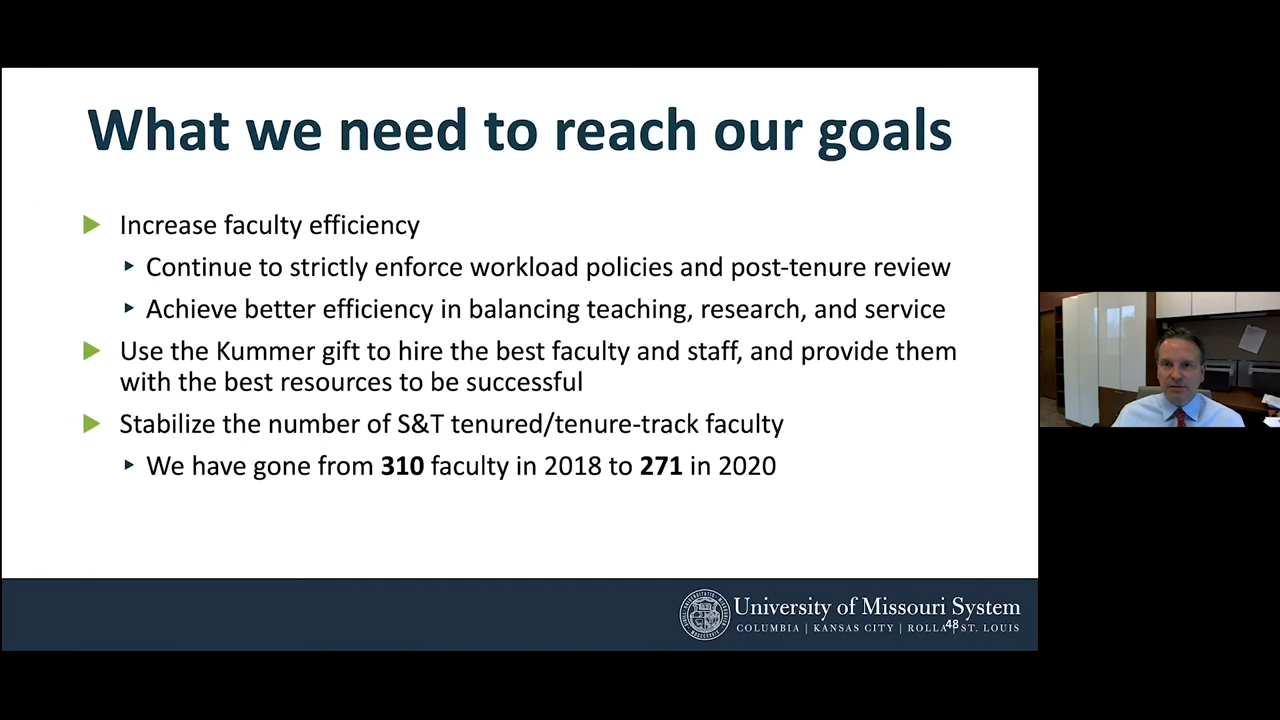 What we need to reach our goals
Increase faculty efficiency
Continue to strictly enforce workload policies and post-tenure review
Achieve better efficiency in balancing teaching, research, and service
Use the Kummer gift to hire the best faculty and staff, and provide them
with the best resources to be successful
Stabilize the number of S&T tenured/tenure-track faculty
We have gone from 310 faculty in 2018 to 271 in 2020
University of Missouri System
COLUMBIA | KANSAS CITY | ROLLA | ST. LOUIS
48